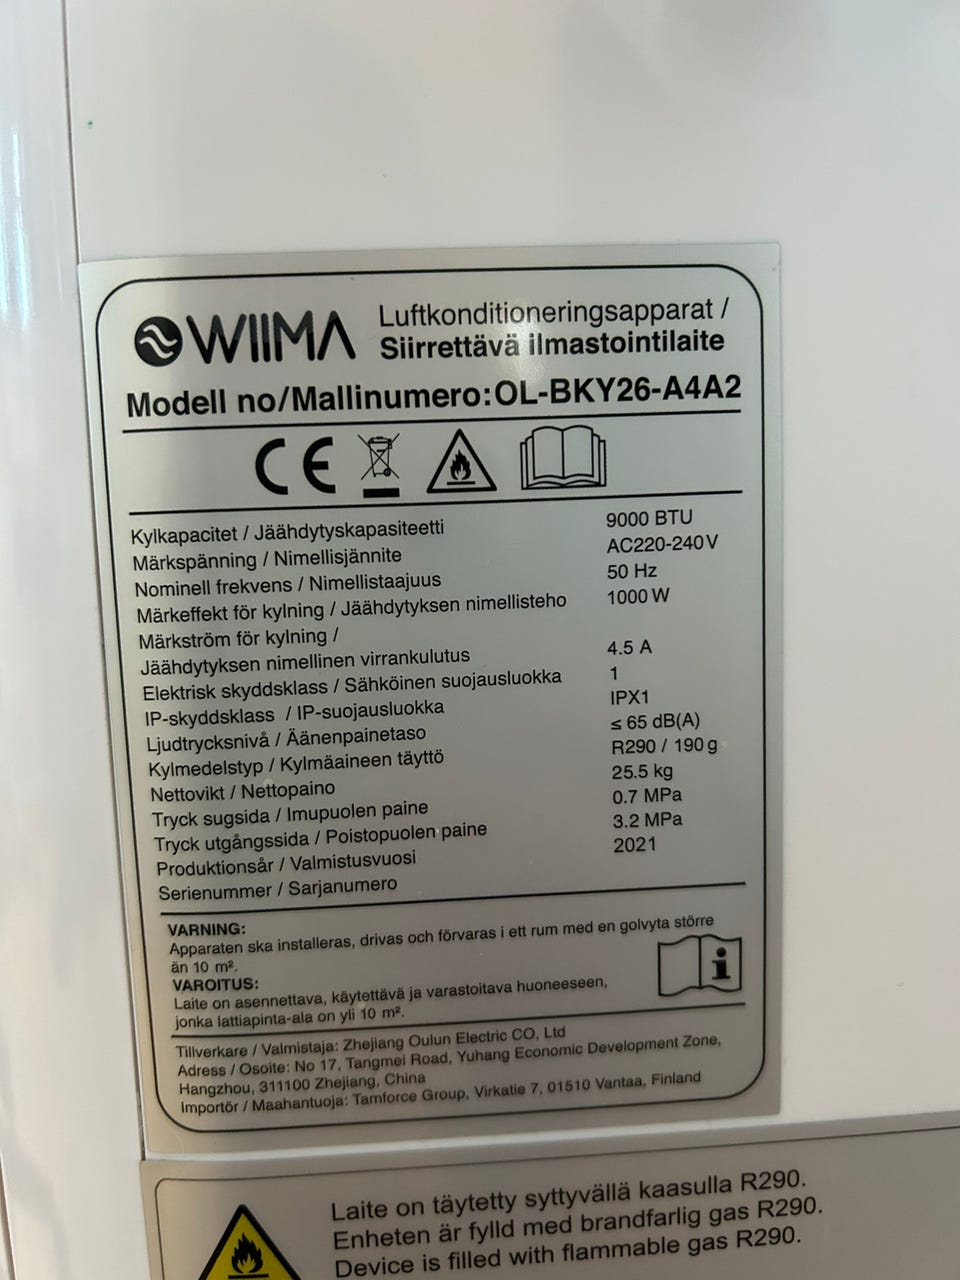 WIIMA
Luftkonditioneringsapparat /
Siirrettävä ilmastointilaite
Modell no/Mallinumero:OL-BKY26-A4A2
CE
Kylkapacitet / Jäähdytyskapasiteetti 9000 BTU
Märkspänning / Nimellisjännite AC220-240V
Nominell frekvens / Nimellistaajuus 50 Hz
Märkeffekt för kylning / Jäähdytyksen nimellisteho 1000 W
Märkström för kylning /
Jäähdytyksen nimellinen virrankulutus 4.5 A
Elektrisk skyddsklass / Sähköinen suojausluokka 1
IP-skyddsklass / IP-suojausluokka IPX1
Ljudtrycksnivå / Äänenpainetaso ≤ 65 dB(A)
Kylmedelstyp / Kylmäaineen täyttö R290 / 190 g
Nettovikt / Nettopaino 25.5 kg
Tryck sugsida / Imupuolen paine 0.7 MPa
Tryck utgångssida / Poistopuolen paine 3.2 MPa
Produktionsår / Valmistusvuosi 2021
Serienummer / Sarjanumero
VARNING:
Apparaten ska installeras, drivas och förvaras i ett rum med en golvyta större
än 10 m².
VAROITUS:
Laite on asennettava, käytettävä ja varastoitava huoneeseen,
jonka lattiapinta-ala on yli 10 m².
Tillverkare / Valmistaja: Zhejiang Oulun Electric CO, Ltd
Adress / Osoite: No 17, Tangmei Road, Yuhang Economic Development Zone,
Hangzhou, 311100 Zhejiang, China
Importör / Maahantuoja: Tamforce Group, Virkatie 7, 01510 Vantaa, Finland
Laite on täytetty syttyvällä kaasulla R290.
Enheten är fylld med brandfarlig gas R290.
Device is filled with flammable gas R290.